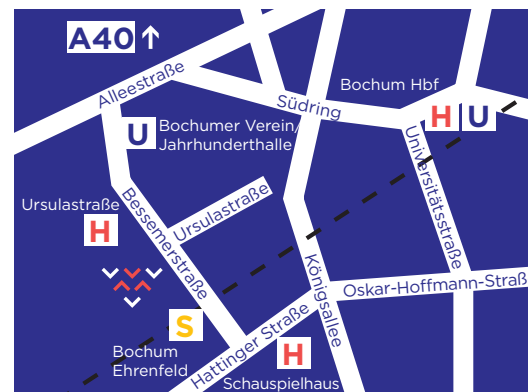 A40 ↑
Alleestraße
Südring
Bochum Hbf
H U
U
Bochumer Verein/
Jahrhunderthalle
Universitätsstraße
Ursulastraße
H
Bessemerstraße
Ursulastraße
Königsallee
Oskar-Hoffmann-Straß
S
Bochum
Ehrenfeld
Hattinger Straße
H
Schauspielhaus